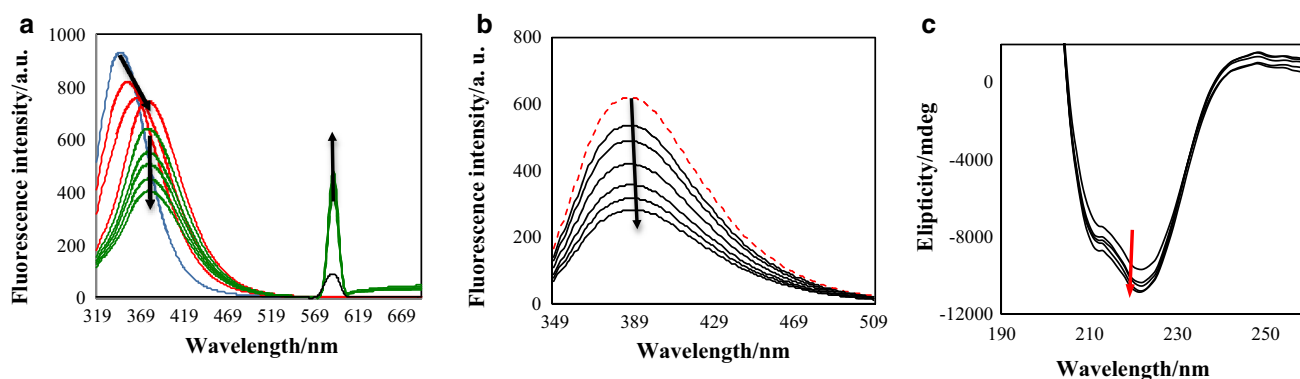 a
Fluorescence intensity/a.u.
1000
800
600
400
200
0
319 369 419 469 519 569 619 669
Wavelength/nm
b
Fluorescence intensity/a. u.
800
600
400
200
0
349 389 429 469 509
Wavelength/nm
c
Elipticity/mdeg
0
-4000
-8000
-12000
190 210 230 250
Wavelength/nm